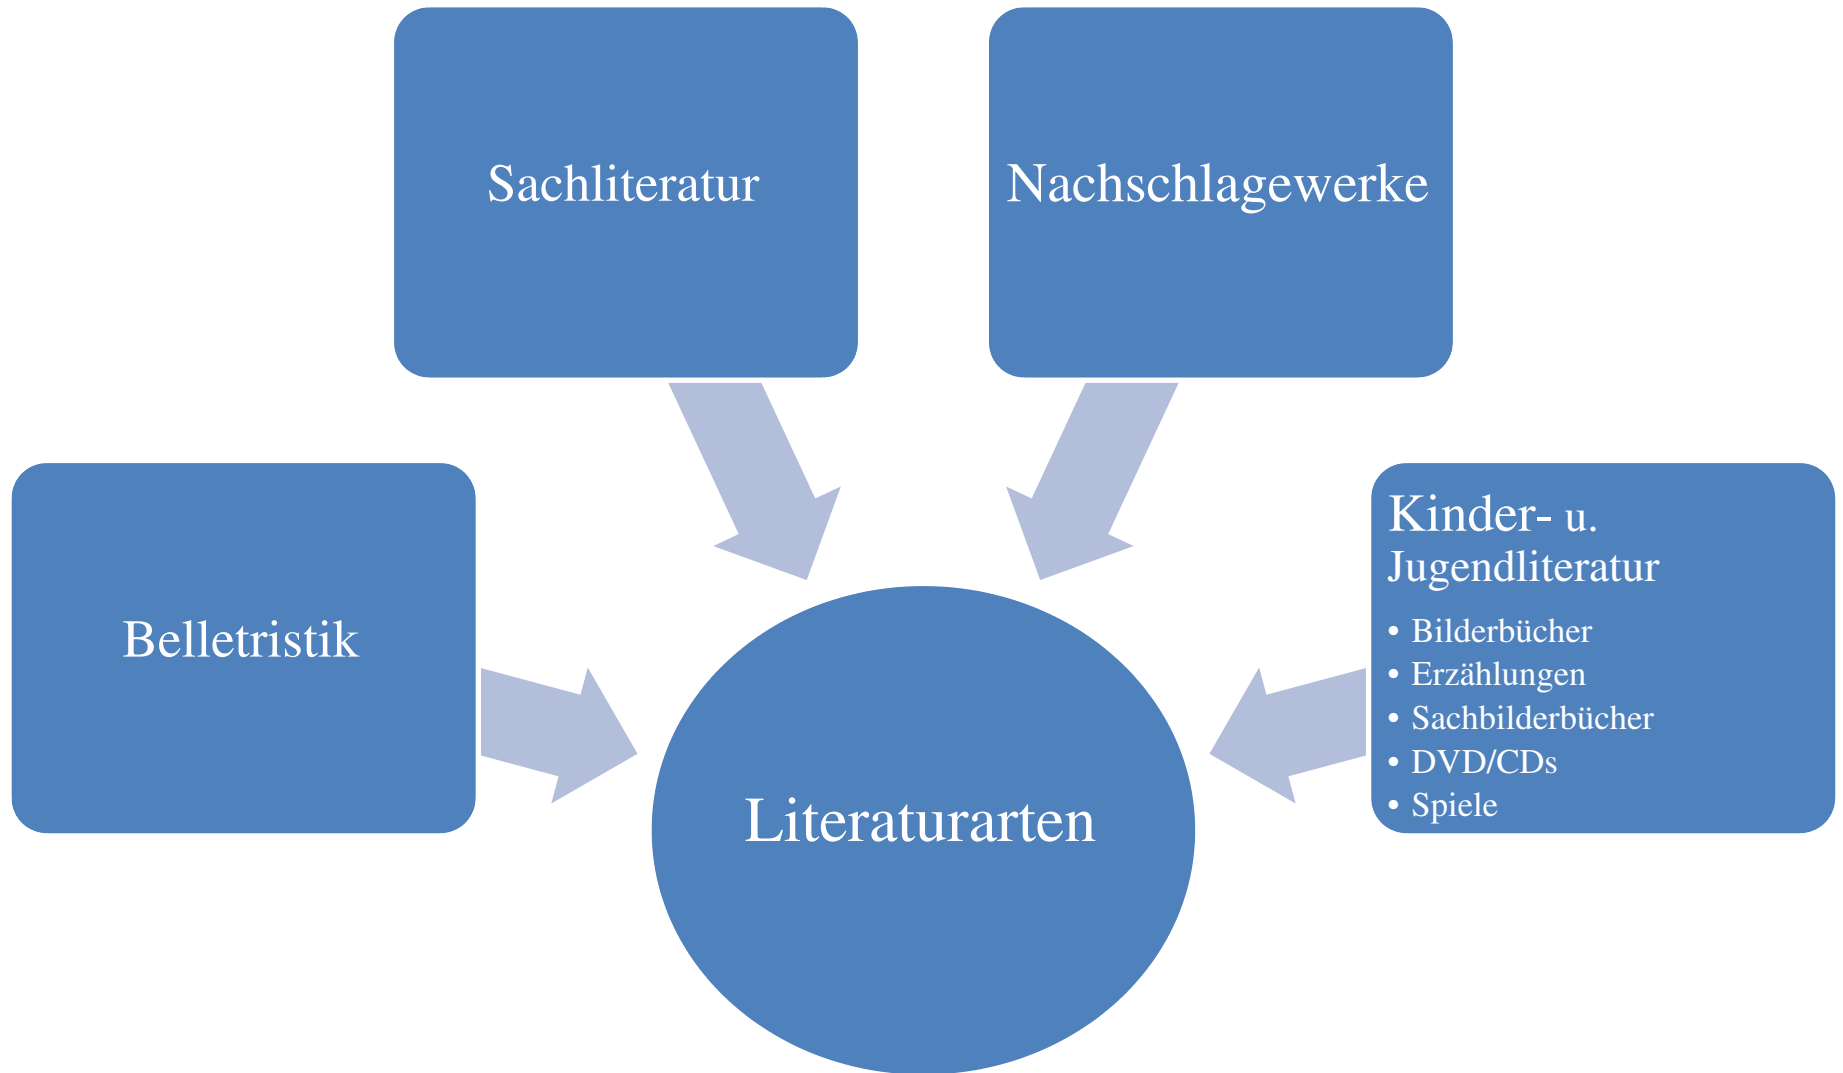 Sachliteratur
Nachschlagewerke
Belletristik
Kinder- u.
Jugendliteratur
• Bilderbücher
• Erzählungen
• Sachbilderbücher
• DVD/CDs
• Spiele
Literaturarten